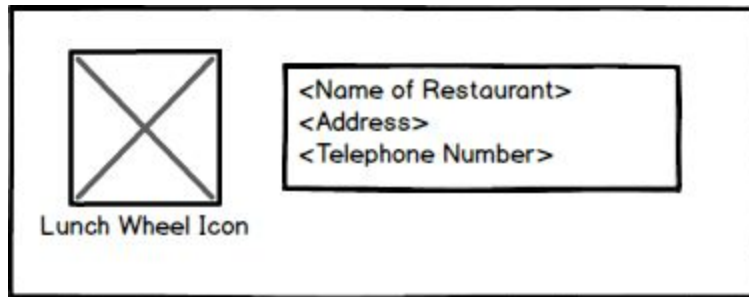 <Name of Restaurant>
<Address>
<Telephone Number>
Lunch Wheel Icon